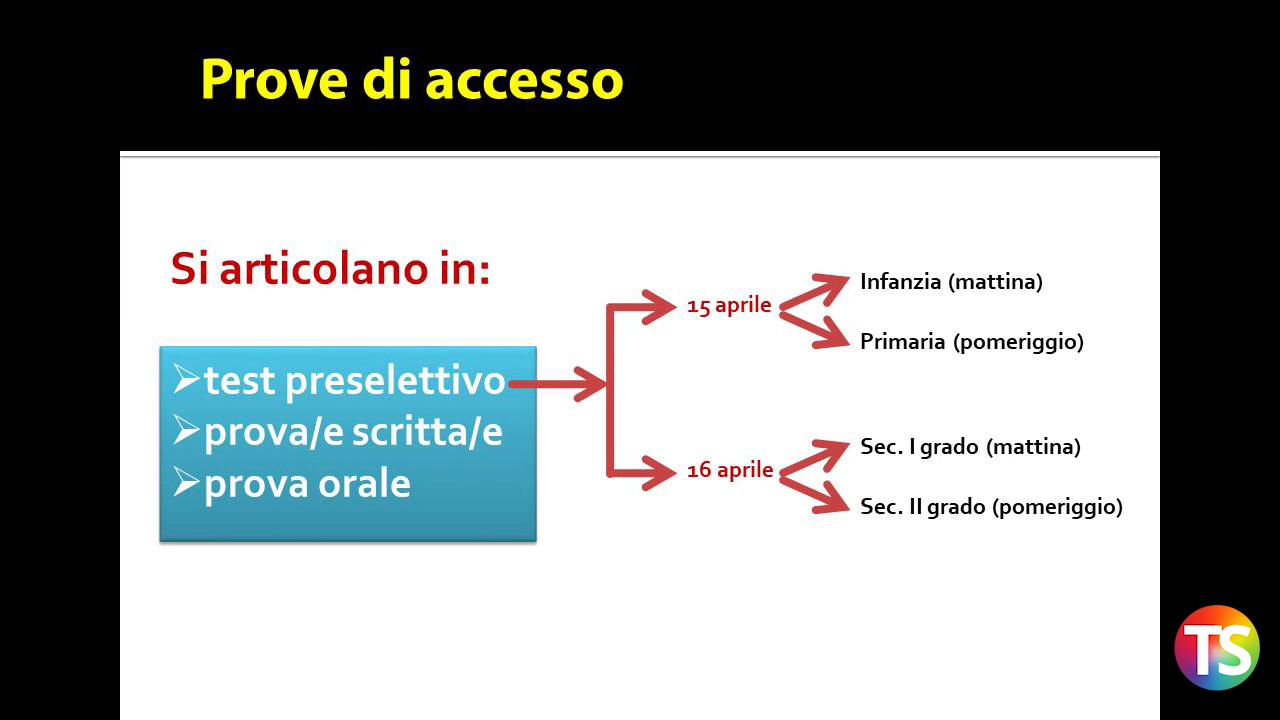 Prove di accesso
Si articolano in:
test preselettivo
prova/e scritta/e
prova orale
15 aprile
Infanzia (mattina)
Primaria (pomeriggio)
16 aprile
Sec. I grado (mattina)
Sec. II grado (pomeriggio)
TS